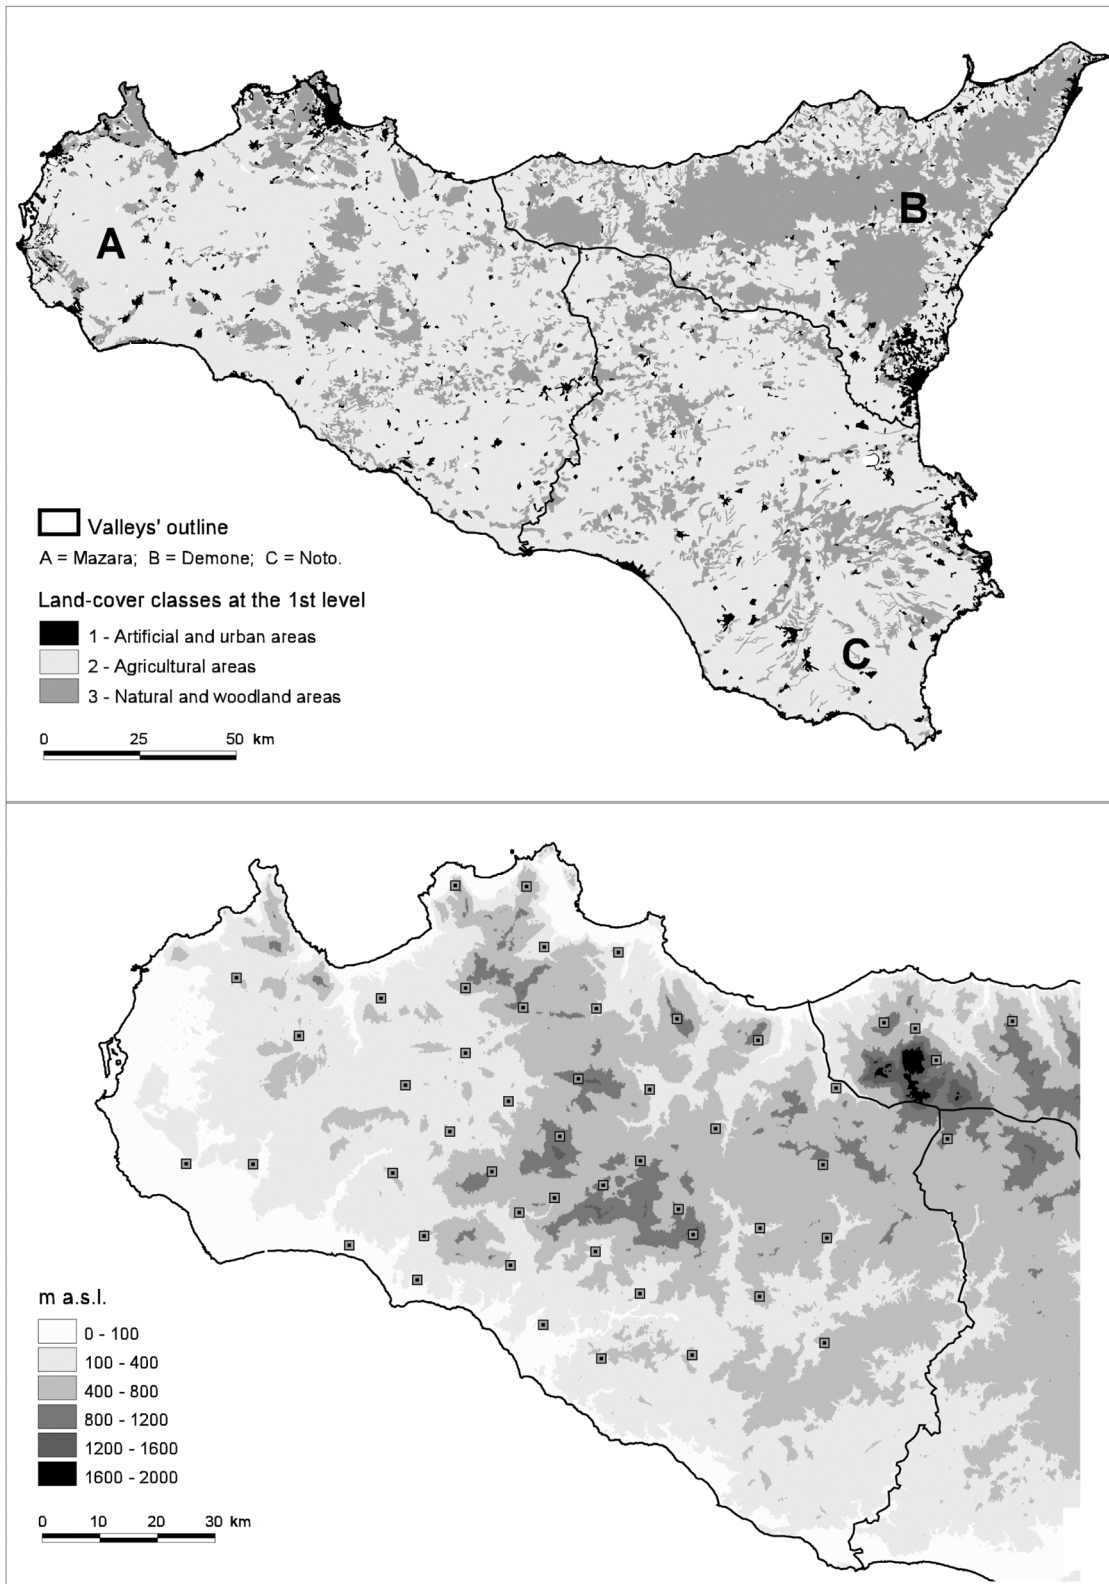 A
B
C
Valleys' outline
A = Mazara; B = Demone; C = Noto.
Land-cover classes at the 1st level
1 - Artificial and urban areas
2 - Agricultural areas
3 - Natural and woodland areas
0 25 50 km
m a.s.l.
0 - 100
100 - 400
400 - 800
800 - 1200
1200 - 1600
1600 - 2000
0 10 20 30 km